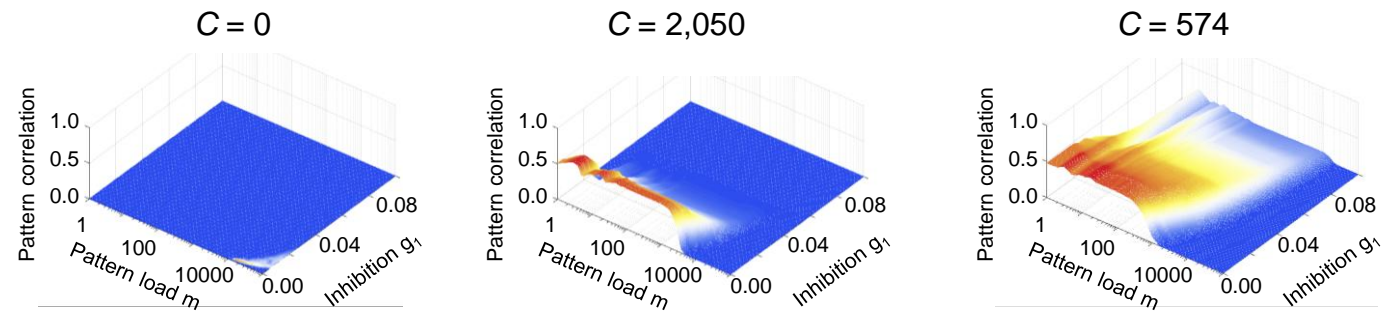 C = 0
Pattern correlation
1.0
0.5
0.0
1
100
10000
Pattern load m
0.00
0.04
0.08
Inhibition g₁
C = 2,050
Pattern correlation
1.0
0.5
0.0
1
100
10000
Pattern load m
0.00
0.04
0.08
Inhibition g₁
C = 574
Pattern correlation
1.0
0.5
0.0
1
100
10000
Pattern load m
0.00
0.04
0.08
Inhibition g₁